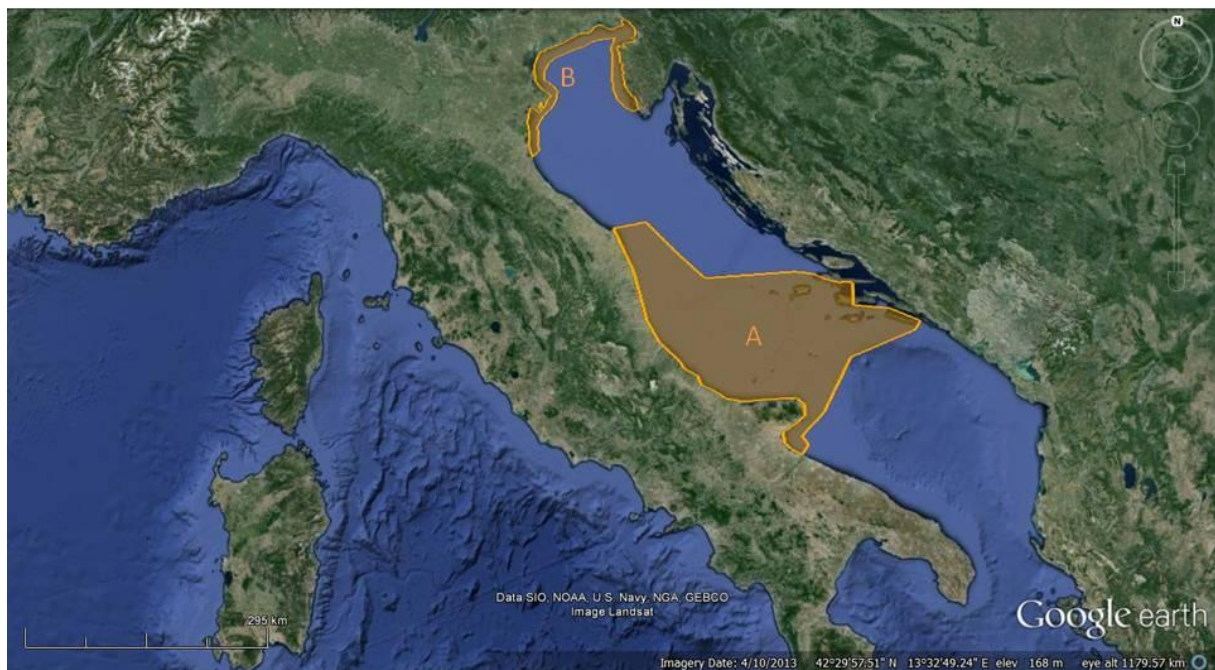 N
B
A
Data SIO, NOAA, U.S. Navy, NGA, GEBCO
Image Landsat
295 km
Google earth
Imagery Date: 4/10/2013 42°29'57.51" N 13°32'49.24" E elev 168 m eye alt 1179.57 km